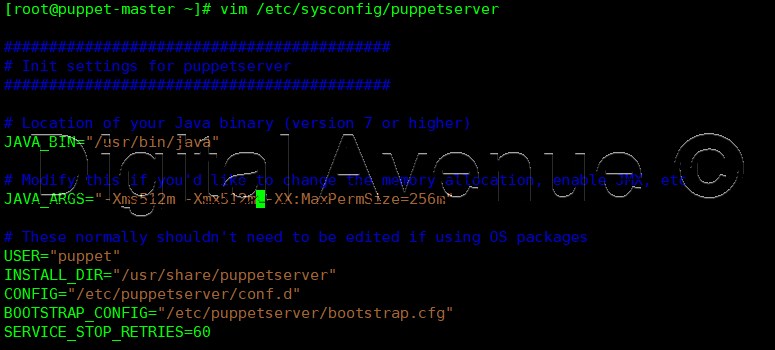 [root@puppet-master ~]# vim /etc/sysconfig/puppetserver
###########################################
# Init settings for puppetserver
###########################################
# Location of your Java binary (version 7 or higher)
JAVA_BIN="/usr/bin/java"
# Modify this if you'd like to change the memory allocation, enable JMX, etc
JAVA_ARGS="-Xms512m -Xmx512m -XX:MaxPermSize=256m"
Digital Avenue ©
# These normally shouldn't need to be edited if using OS packages
USER="puppet"
INSTALL_DIR="/usr/share/puppetserver"
CONFIG="/etc/puppetserver/conf.d"
BOOTSTRAP_CONFIG="/etc/puppetserver/bootstrap.cfg"
SERVICE_STOP_RETRIES=60